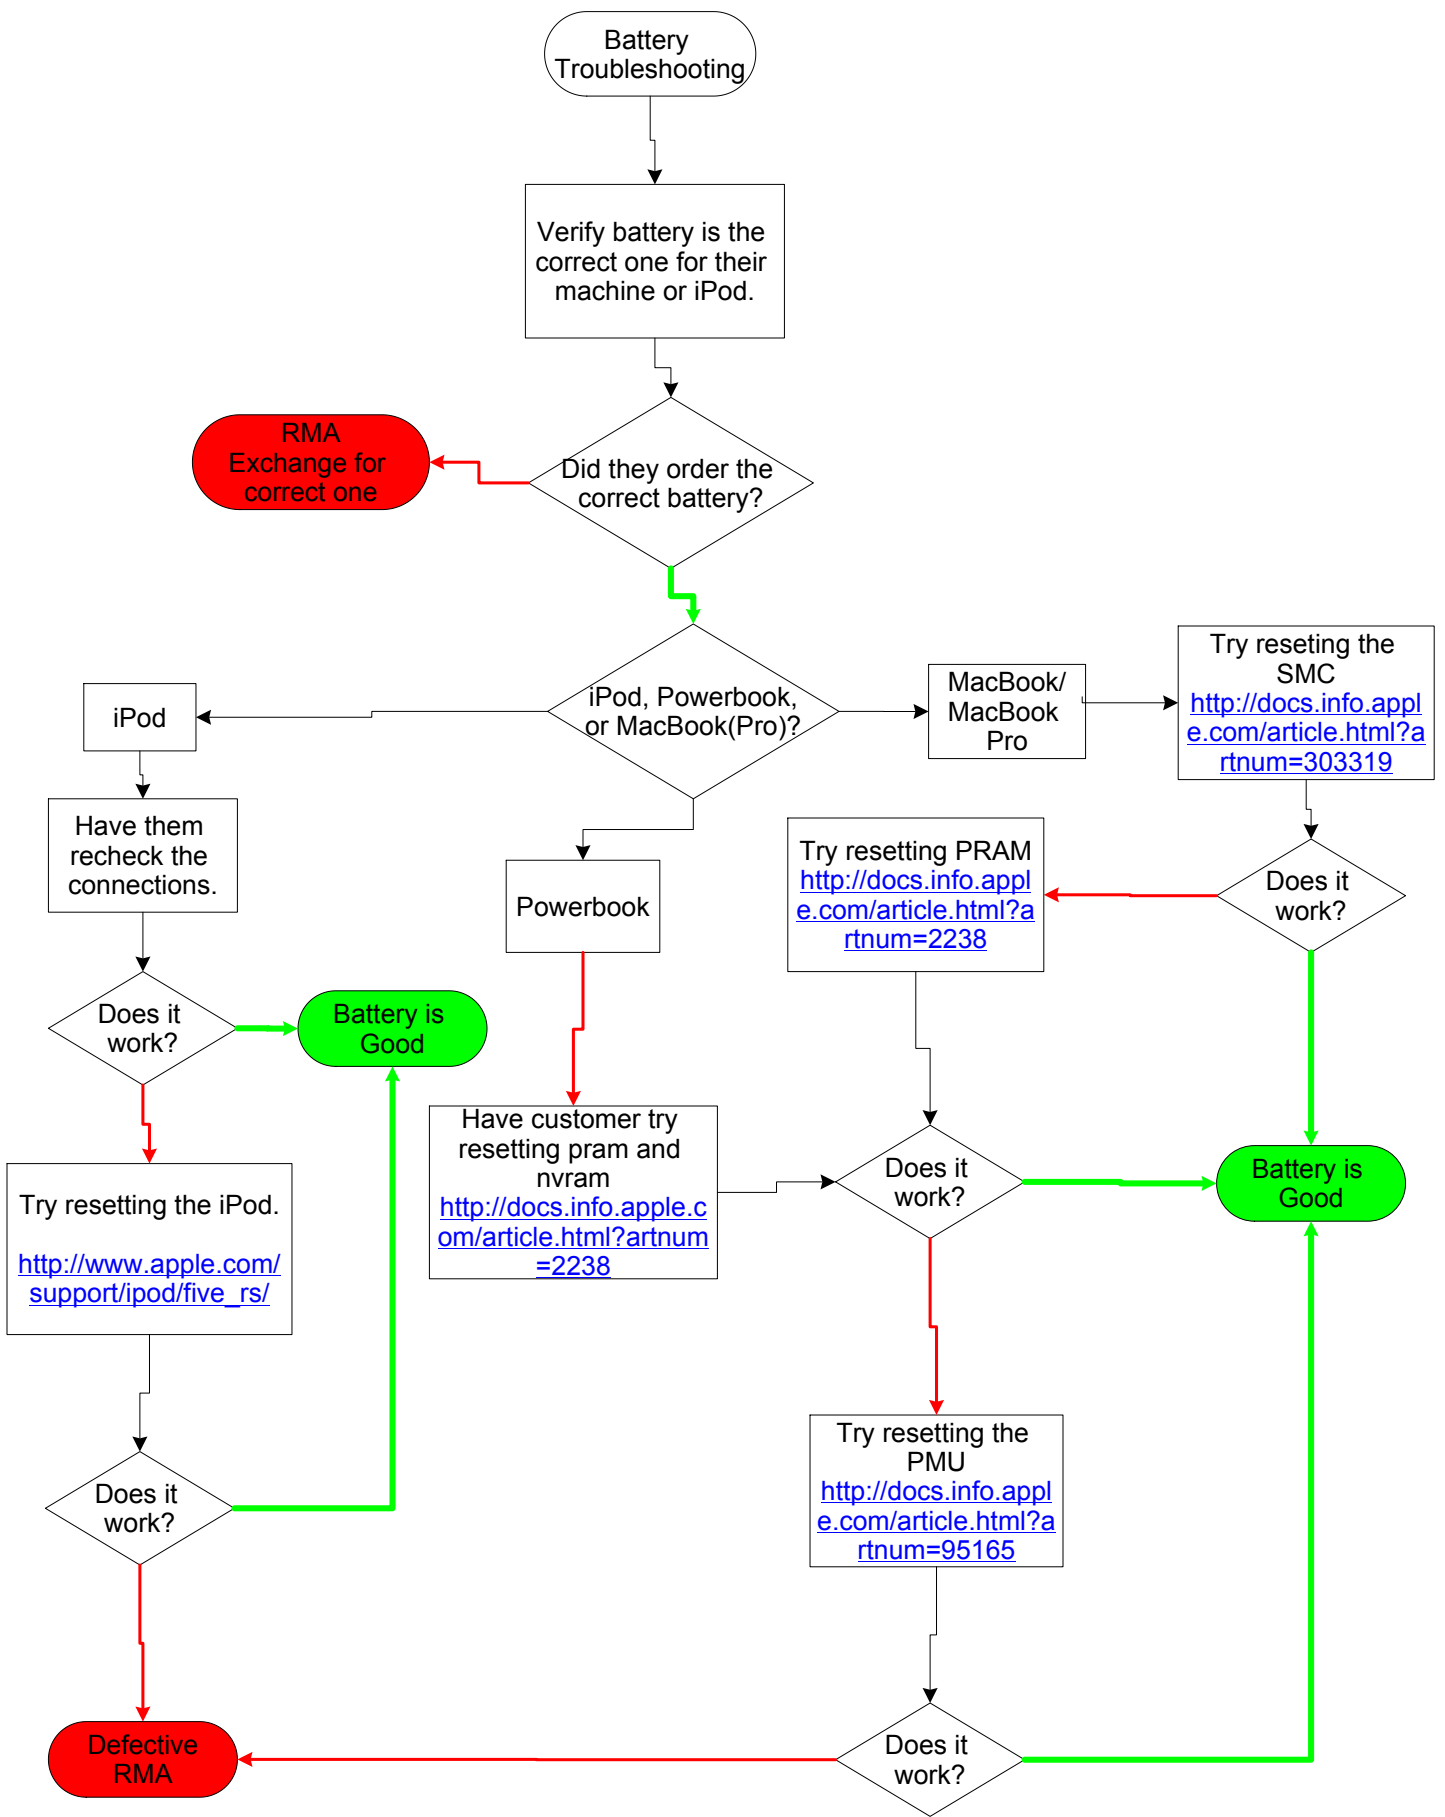 Battery
Troubleshooting
Verify battery is the
correct one for their
machine or iPod.
RMA
Exchange for
correct one
Did they order the
correct battery?
iPod, Powerbook,
or MacBook(Pro)?
iPod
MacBook/
MacBook
Pro
Try reseting the
SMC
http://docs.info.appl
e.com/article.html?a
rtnum=303319
Have them
recheck the
connections.
Powerbook
Try resetting PRAM
http://docs.info.appl
e.com/article.html?a
rtnum=2238
Does it
work?
Does it
work?
Battery is
Good
Have customer try
resetting pram and
nvram
http://docs.info.apple.c
om/article.html?artnum
=2238
Does it
work?
Battery is
Good
Try resetting the iPod.
http://www.apple.com/
support/ipod/five_rs/
Try resetting the
PMU
http://docs.info.appl
e.com/article.html?a
rtnum=95165
Does it
work?
Defective
RMA
Does it
work?